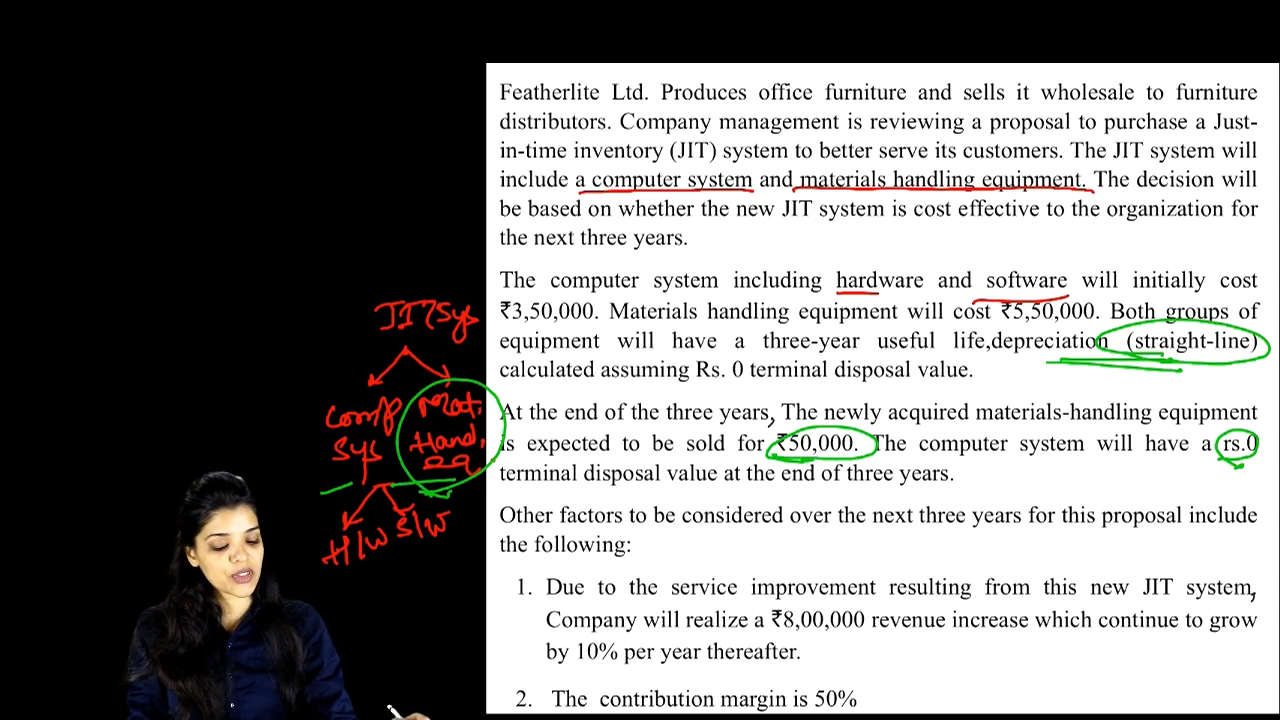 Featherlite Ltd. Produces office furniture and sells it wholesale to furniture
distributors. Company management is reviewing a proposal to purchase a Just-
in-time inventory (JIT) system to better serve its customers. The JIT system will
include a computer system and materials handling equipment. The decision will
be based on whether the new JIT system is cost effective to the organization for
the next three years.
The computer system including hardware and software will initially cost
₹3,50,000. Materials handling equipment will cost ₹5,50,000. Both groups of
equipment will have a three-year useful life,depreciation (straight-line)
calculated assuming Rs. 0 terminal disposal value.
At the end of the three years, The newly acquired materials-handling equipment
is expected to be sold for ₹50,000. The computer system will have a rs.0
terminal disposal value at the end of three years.
Other factors to be considered over the next three years for this proposal include
the following:
1. Due to the service improvement resulting from this new JIT system,
Company will realize a ₹8,00,000 revenue increase which continue to grow
by 10% per year thereafter.
2. The contribution margin is 50%
JIT Sys
Comp Mat.
Sys Hand.
eq
H/W S/W